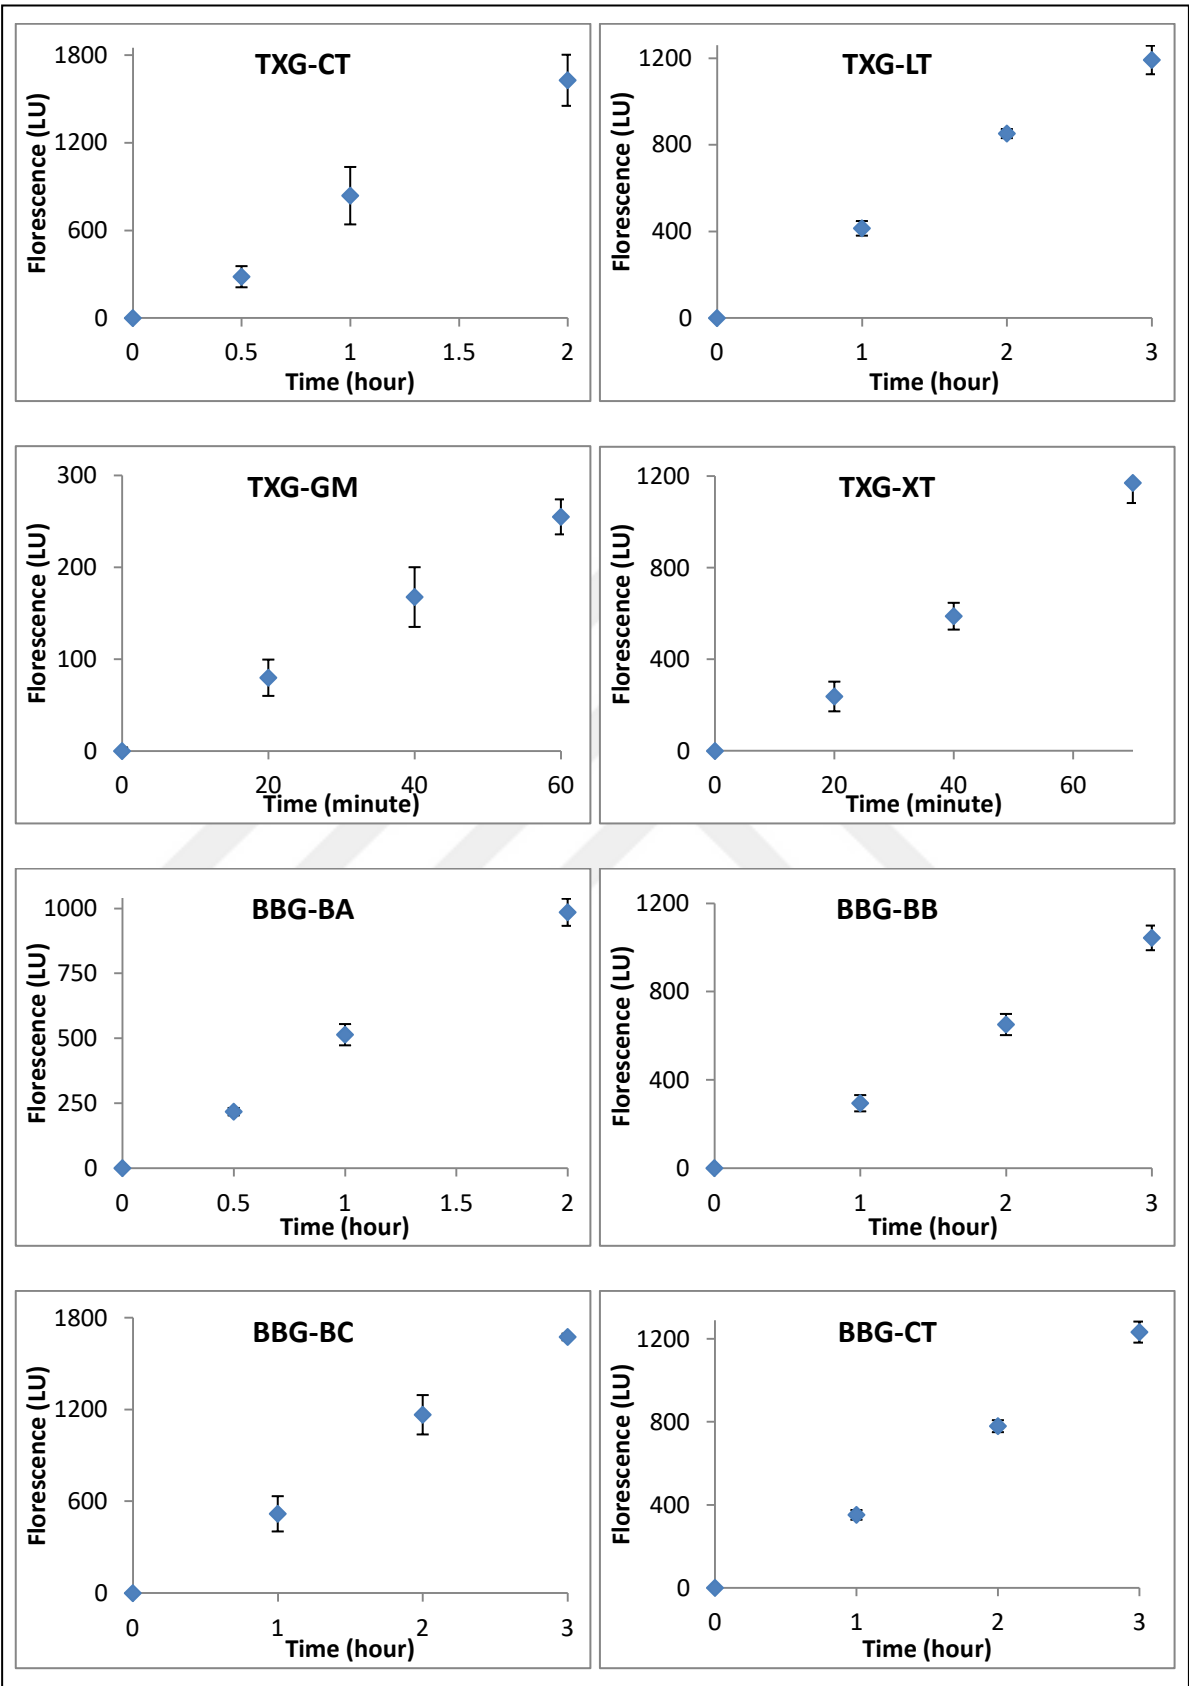 TXG-CT
Florescence (LU)
1800
1200
600
0
0 0.5 1 1.5 2
Time (hour)
TXG-LT
Florescence (LU)
1200
800
400
0
0 1 2 3
Time (hour)
TXG-GM
Florescence (LU)
300
200
100
0
0 20 40 60
Time (minute)
TXG-XT
Florescence (LU)
1200
800
400
0
0 20 40 60
Time (minute)
BBG-BA
Florescence (LU)
1000
750
500
250
0
0 0.5 1 1.5 2
Time (hour)
BBG-BB
Florescence (LU)
1200
800
400
0
0 1 2 3
Time (hour)
BBG-BC
Florescence (LU)
1800
1200
600
0
0 1 2 3
Time (hour)
BBG-CT
Florescence (LU)
1200
800
400
0
0 1 2 3
Time (hour)